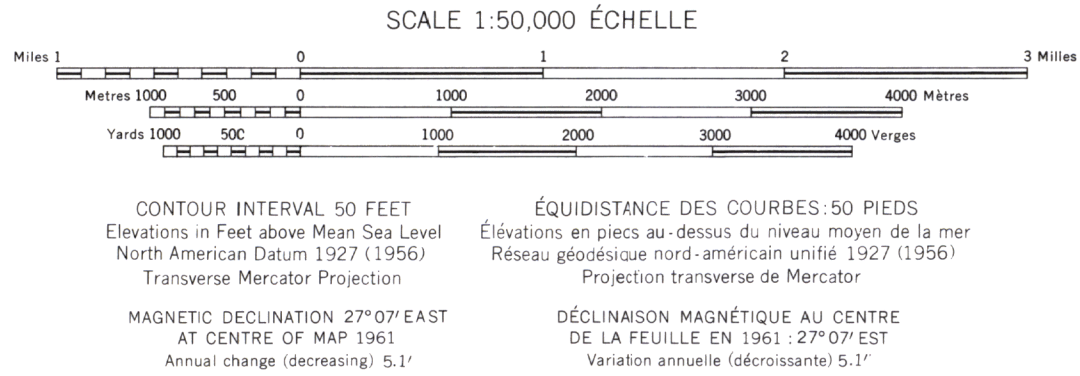 SCALE 1:50,000 ÉCHELLE
Miles 1 0 1 2 3 Milles
Metres 1000 500 0 1000 2000 3000 4000 Mètres
Yards 1000 500 0 1000 2000 3000 4000 Verges
CONTOUR INTERVAL 50 FEET
Elevations in Feet above Mean Sea Level
North American Datum 1927 (1956)
Transverse Mercator Projection
ÉQUIDISTANCE DES COURBES: 50 PIEDS
Élévations en piecs au-dessus du niveau moyen de la mer
Réseau géodésique nord-américain unifié 1927 (1956)
Projection transverse de Mercator
MAGNETIC DECLINATION 27° 07' EAST
AT CENTRE OF MAP 1961
Annual change (decreasing) 5.1'
DÉCLINAISON MAGNÉTIQUE AU CENTRE
DE LA FEUILLE EN 1961 : 27° 07' EST
Variation annuelle (décroissante) 5.1'